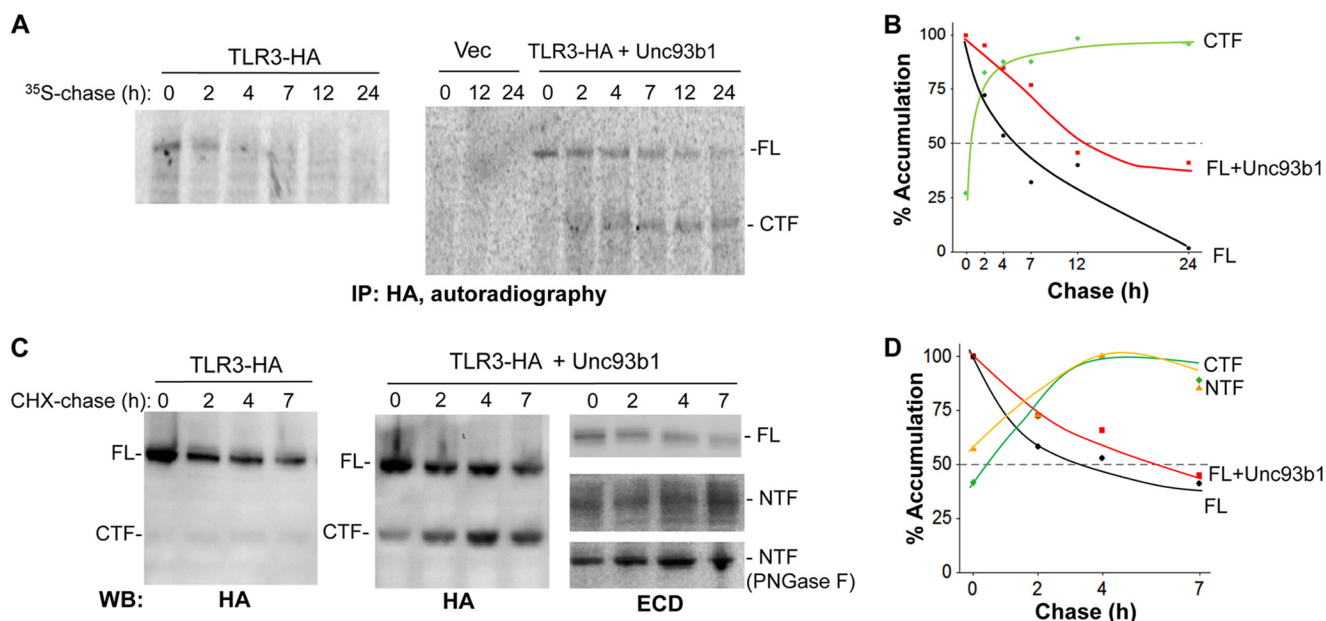 A
TLR3-HA
Vec
TLR3-HA + Unc93b1
³⁵S-chase (h): 0 2 4 7 12 24
0 12 24 0 2 4 7 12 24
-FL
- CTF
IP: HA, autoradiography
B
% Accumulation
100
75
50
25
0
0 2 4 7 12 24
Chase (h)
CTF
FL+Unc93b1
FL
C
TLR3-HA
TLR3-HA + Unc93b1
CHX-chase (h): 0 2 4 7
0 2 4 7
0 2 4 7
FL-
CTF-
FL-
CTF-
- FL
- NTF
- NTF
(PNGase F)
WB: HA
HA
ECD
D
% Accumulation
100
75
50
25
0
0 2 4 7
Chase (h)
CTF
NTF
FL+Unc93b1
FL